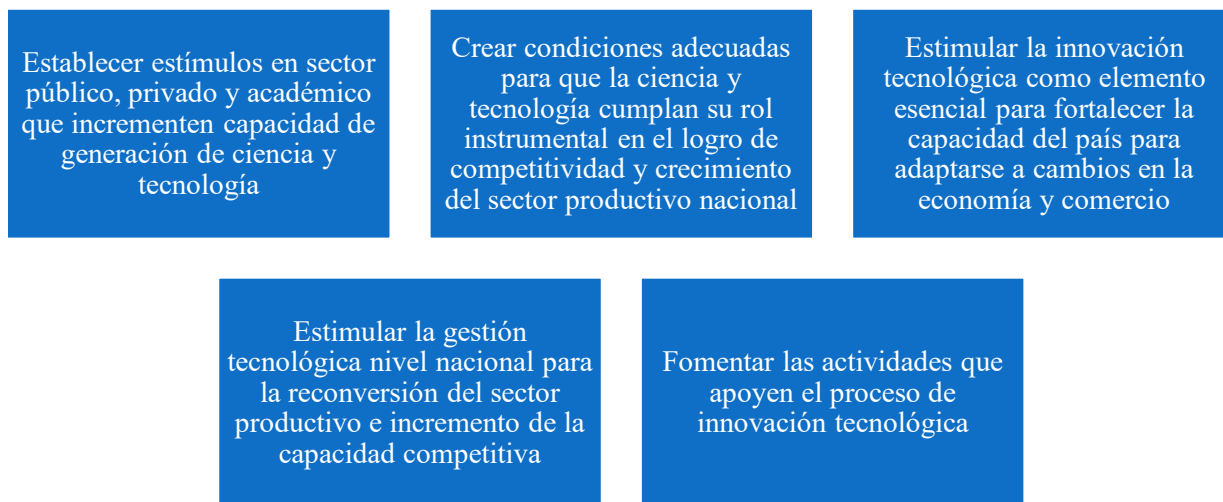 Establecer estímulos en sector
público, privado y académico
que incrementen capacidad de
generación de ciencia y
tecnología
Crear condiciones adecuadas
para que la ciencia y
tecnología cumplan su rol
instrumental en el logro de
competitividad y crecimiento
del sector productivo nacional
Estimular la innovación
tecnológica como elemento
esencial para fortalecer la
capacidad del país para
adaptarse a cambios en la
economía y comercio
Estimular la gestión
tecnológica nivel nacional para
la reconversión del sector
productivo e incremento de la
capacidad competitiva
Fomentar las actividades que
apoyen el proceso de
innovación tecnológica